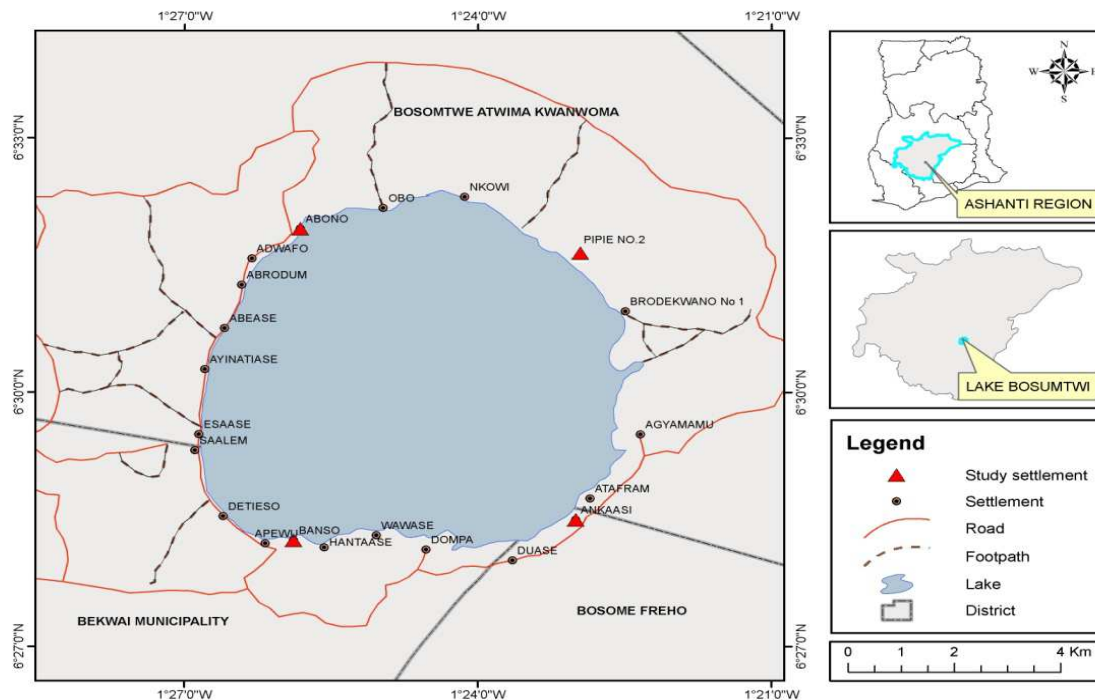 1°27'0"W 1°24'0"W 1°21'0"W
6°33'0"N
6°30'0"N
6°27'0"N
BOSOMTWE ATWIMA KWANWOMA
NKOWI
OBO
ABONO
PIPIE NO.2
ADWAFO
ABRODUM
BRODEKWANO No 1
ABEASE
AYINATIASE
ESAASE
SAALEM
AGYAMAMU
ATAFRAM
ANKAASI
DETIESO
APEWU
BANSO
HANTAASE
WAWASE
DOMPA
DUASE
BEKWAI MUNICIPALITY
BOSOME FREHO
6°33'0"N
6°30'0"N
6°27'0"N
1°27'0"W 1°24'0"W 1°21'0"W
N
W E
S
ASHANTI REGION
LAKE BOSUMTWI
Legend
Study settlement
Settlement
Road
Footpath
Lake
District
0 1 2 4 Km